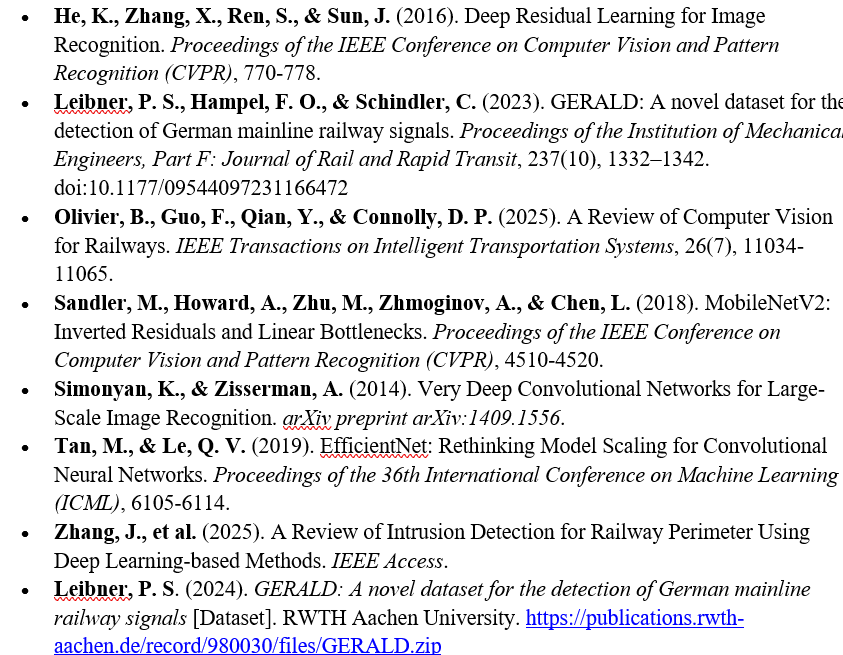 • He, K., Zhang, X., Ren, S., & Sun, J. (2016). Deep Residual Learning for Image
Recognition. Proceedings of the IEEE Conference on Computer Vision and Pattern
Recognition (CVPR), 770-778.
• Leibner, P. S., Hampel, F. O., & Schindler, C. (2023). GERALD: A novel dataset for the
detection of German mainline railway signals. Proceedings of the Institution of Mechanical
Engineers, Part F: Journal of Rail and Rapid Transit, 237(10), 1332–1342.
doi:10.1177/09544097231166472
• Olivier, B., Guo, F., Qian, Y., & Connolly, D. P. (2025). A Review of Computer Vision
for Railways. IEEE Transactions on Intelligent Transportation Systems, 26(7), 11034-
11065.
• Sandler, M., Howard, A., Zhu, M., Zhmoginov, A., & Chen, L. (2018). MobileNetV2:
Inverted Residuals and Linear Bottlenecks. Proceedings of the IEEE Conference on
Computer Vision and Pattern Recognition (CVPR), 4510-4520.
• Simonyan, K., & Zisserman, A. (2014). Very Deep Convolutional Networks for Large-
Scale Image Recognition. arXiv preprint arXiv:1409.1556.
• Tan, M., & Le, Q. V. (2019). EfficientNet: Rethinking Model Scaling for Convolutional
Neural Networks. Proceedings of the 36th International Conference on Machine Learning
(ICML), 6105-6114.
• Zhang, J., et al. (2025). A Review of Intrusion Detection for Railway Perimeter Using
Deep Learning-based Methods. IEEE Access.
• Leibner, P. S. (2024). GERALD: A novel dataset for the detection of German mainline
railway signals [Dataset]. RWTH Aachen University. https://publications.rwth-
aachen.de/record/980030/files/GERALD.zip